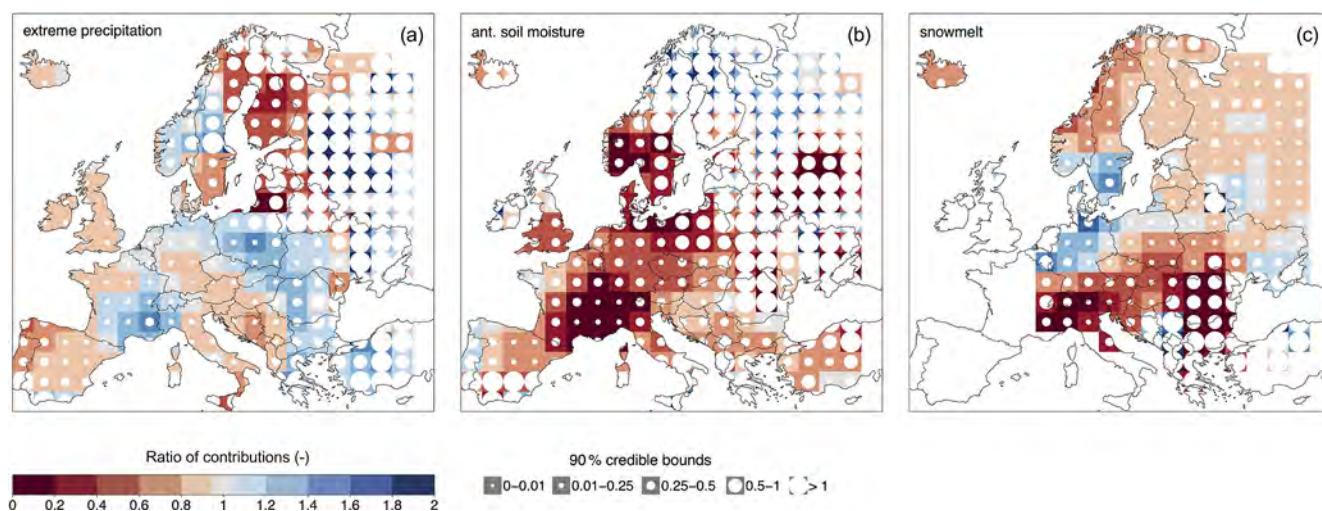 extreme precipitation (a)
ant. soil moisture (b)
snowmelt (c)
Ratio of contributions (-)
0 0.2 0.4 0.6 0.8 1 1.2 1.4 1.6 1.8 2
90 % credible bounds
0–0.01 0.01–0.25 0.25–0.5 0.5–1 > 1